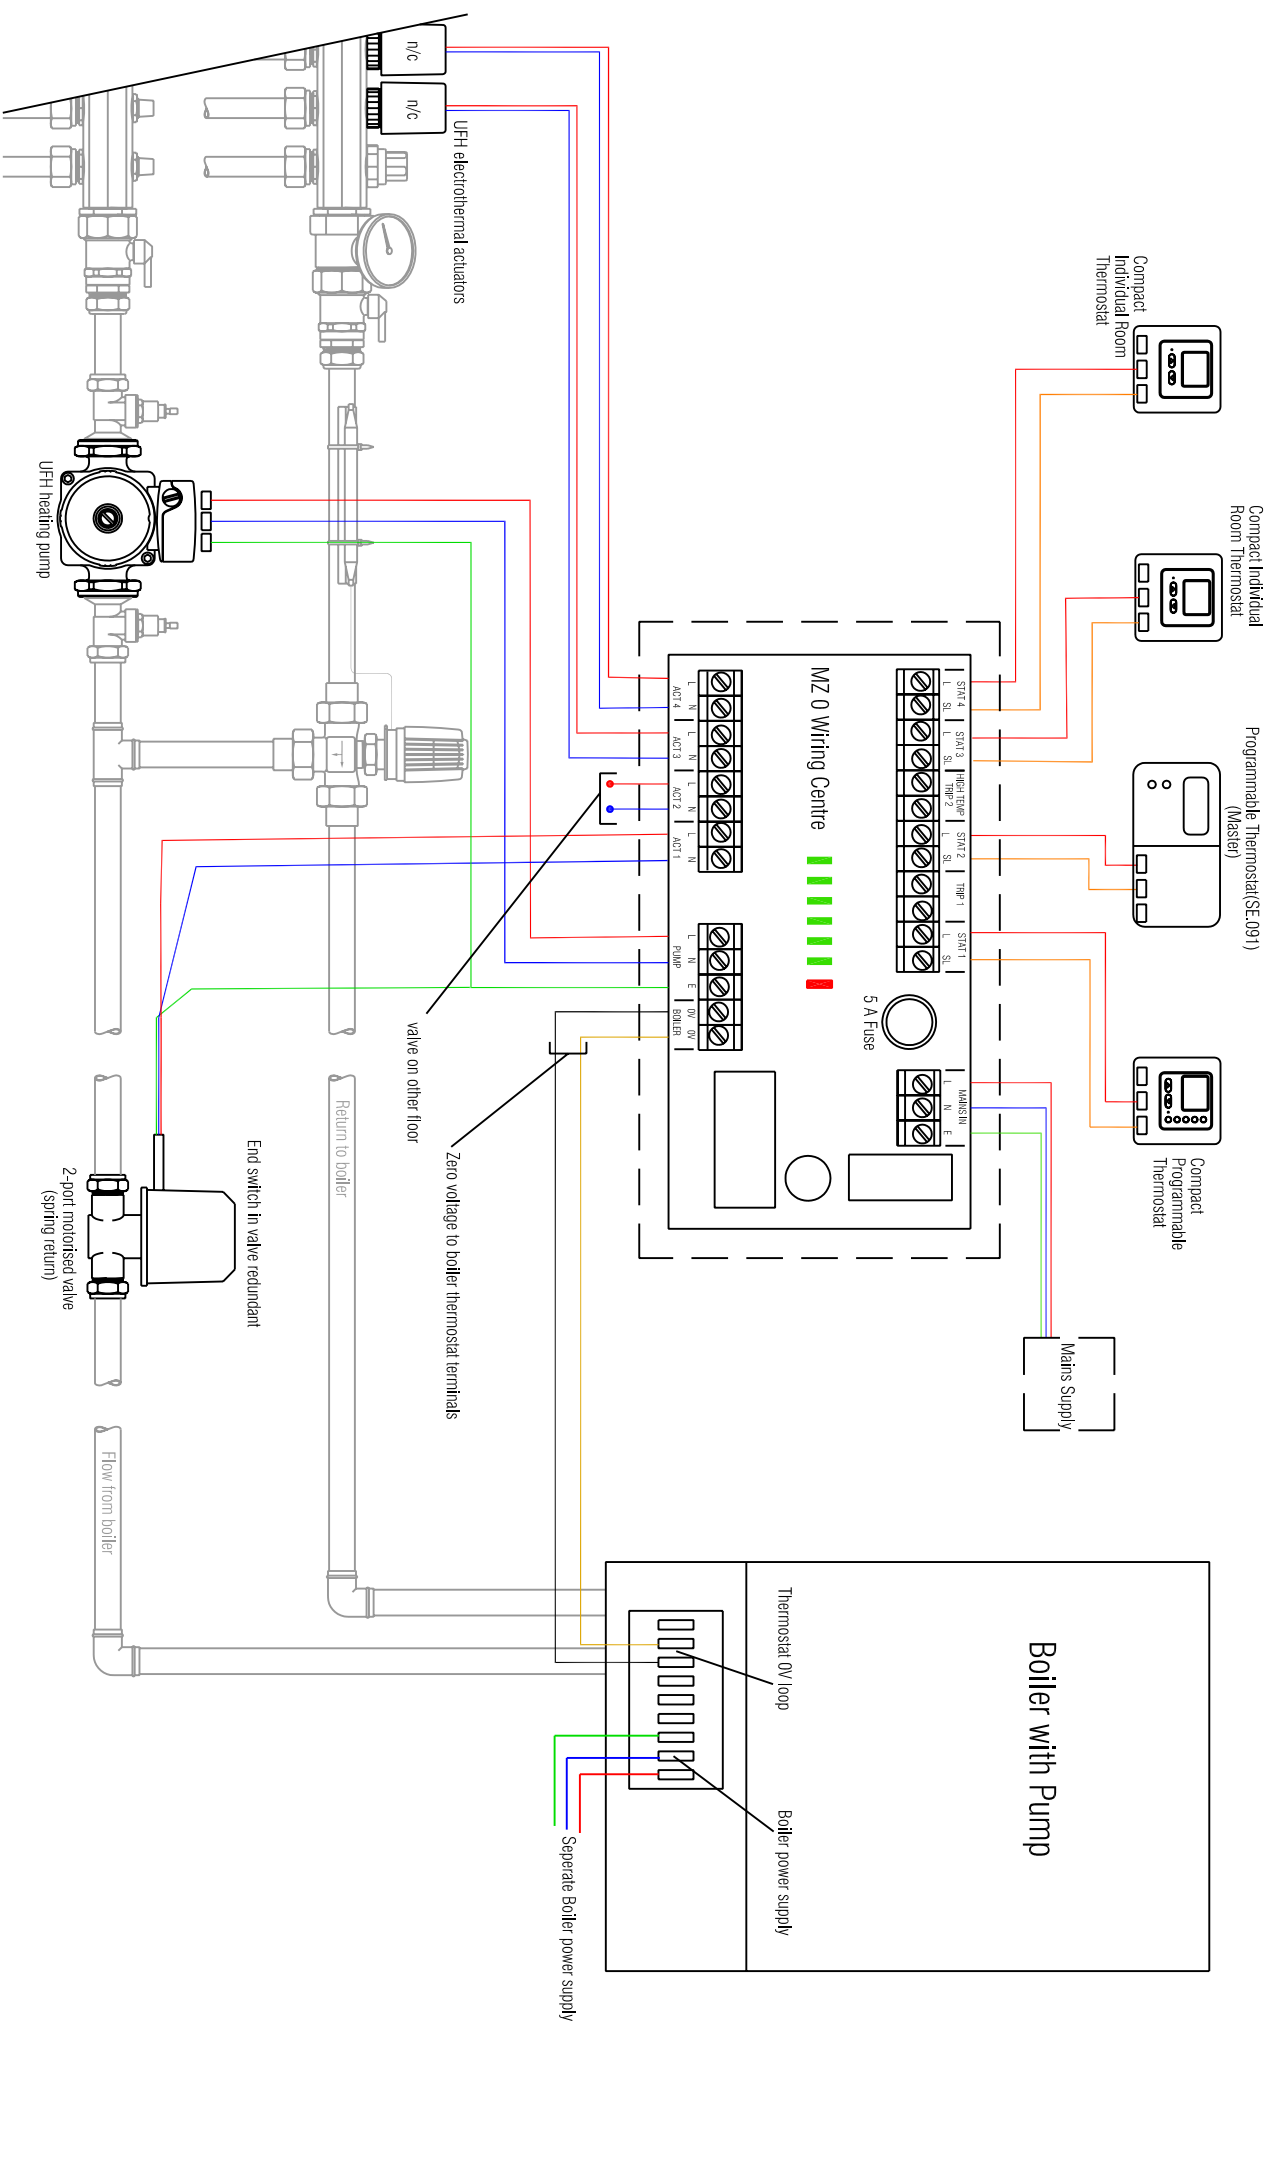 Compact
Individual Room
Thermostat
Compact Individual
Room Thermostat
Programmable Thermostat(SE.091)
(Master)
Compact
Programmable
Thermostat
STAT 4
L SL
STAT 3
L SL
HIGH TEMP
TRIP 2
STAT 2
L SL
TRIP 1
STAT 1
L SL
5 A Fuse
MAINS IN
L N E
Mains Supply
MZ 0 Wiring Centre
L N
ACT 4
L N
ACT 3
L N
ACT 2
L N
ACT 1
L N E
PUMP
0V 0V
BOILER
n/c
n/c
UFH electrothermal actuators
UFH heating pump
valve on other floor
Zero voltage to boiler thermostat terminals
Return to boiler
End switch in valve redundant
2-port motorised valve
(spring return)
Flow from boiler
Boiler with Pump
Thermostat 0V loop
Boiler power supply
Seperate Boiler power supply